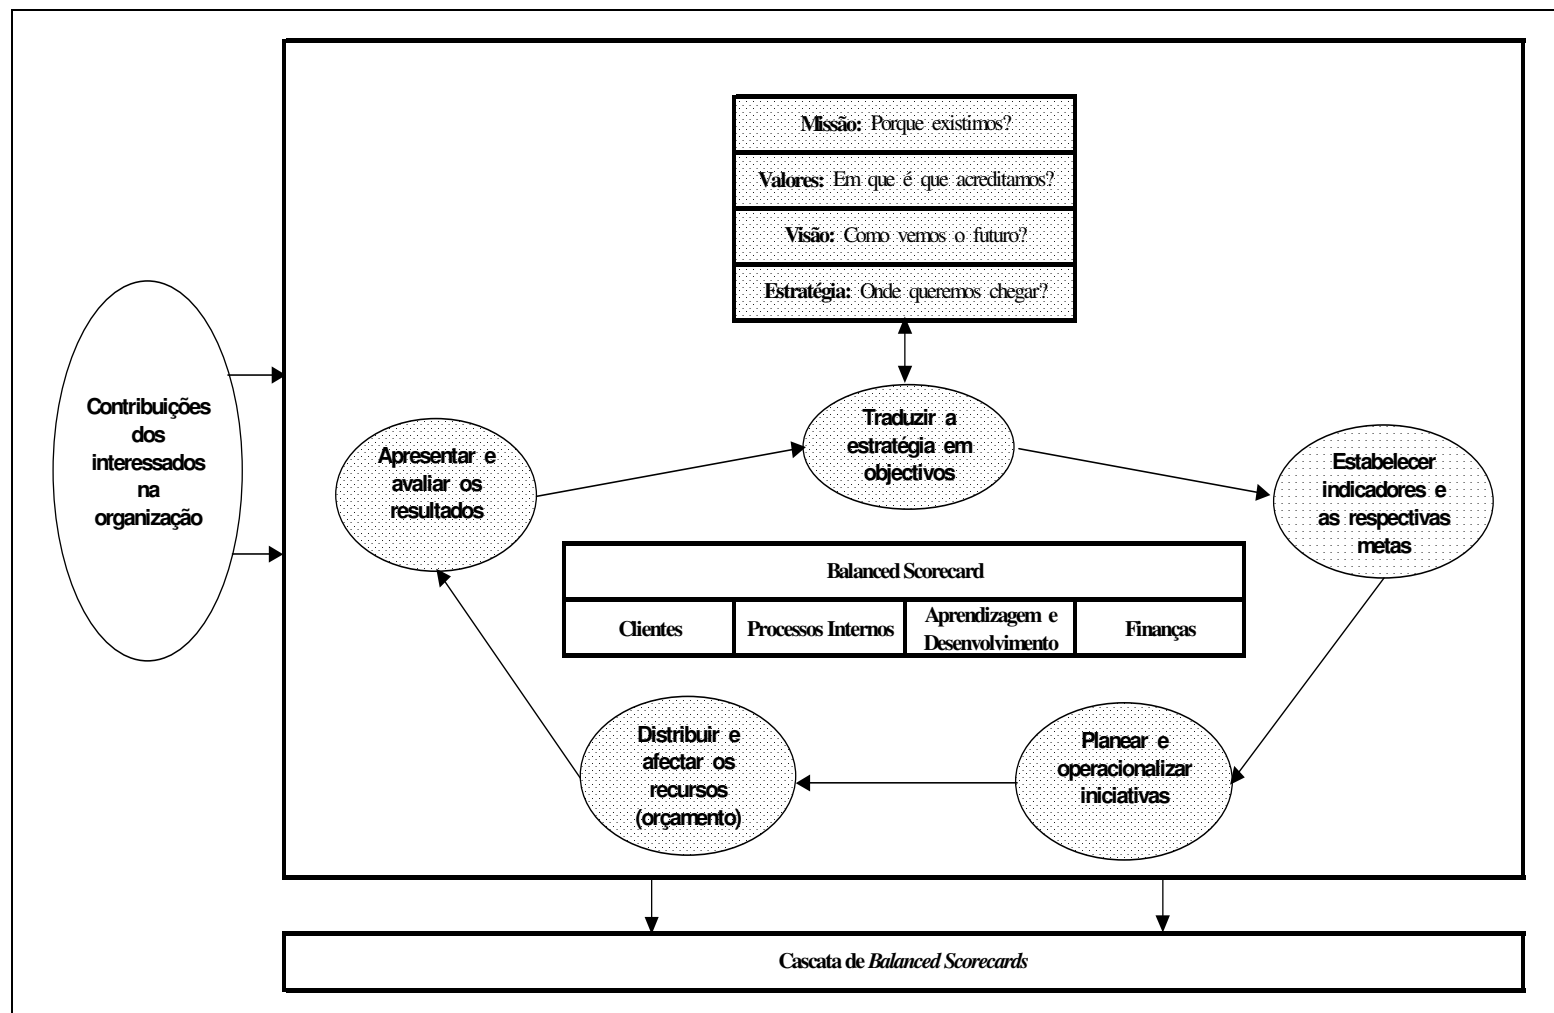 Missão: Porque existimos?
Valores: Em que é que acreditamos?
Visão: Como vemos o futuro?
Estratégia: Onde queremos chegar?
Contribuições
dos
interessados
na
organização
Traduzir a
estratégia em
objectivos
Apresentar e
avaliar os
resultados
Estabelecer
indicadores e
as respectivas
metas
Balanced Scorecard
Clientes
Processos Internos
Aprendizagem e
Desenvolvimento
Finanças
Distribuir e
afectar os
recursos
(orçamento)
Planear e
operacionalizar
iniciativas
Cascata de Balanced Scorecards